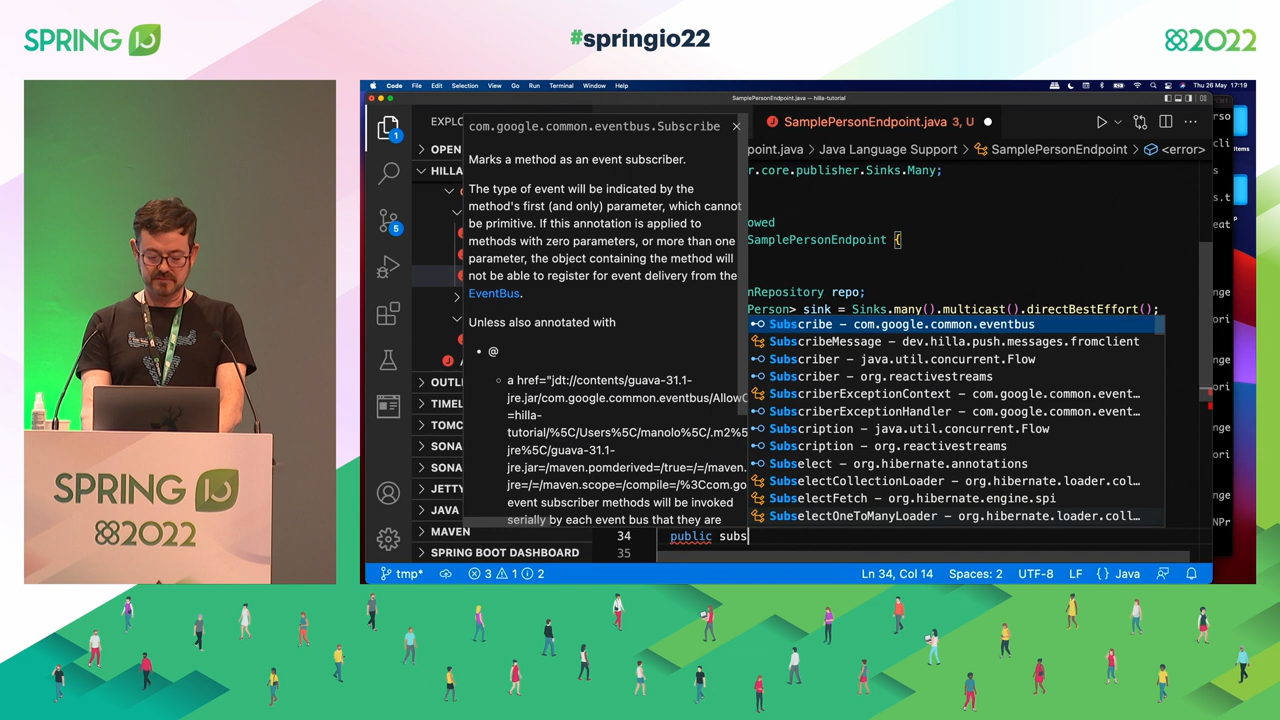 SPRING IO
#springio22
2022
Code File Edit Selection View Go Run Terminal Window Help
Thu 26 May 17:19
SamplePersonEndpoint.java — hilla-tutorial
EXPLO
com.google.common.eventbus.Subscribe
SamplePersonEndpoint.java 3, U
1
OPEN
Marks a method as an event subscriber.
point.java > Java Language Support > SamplePersonEndpoint > <error>
HILLA
r.core.publisher.Sinks.Many;
The type of event will be indicated by the
method's first (and only) parameter, which cannot
be primitive. If this annotation is applied to
methods with zero parameters, or more than one
parameter, the object containing the method will
not be able to register for event delivery from the
EventBus.
5
owed
SamplePersonEndpoint {
nRepository repo;
Person> sink = Sinks.many().multicast().directBestEffort();
Unless also annotated with
@
a href="jdt://contents/guava-31.1-
jre.jar/com.google.common.eventbus/AllowC
=hilla-
tutorial/%5C/Users%5C/manolo%5C/.m2%5
jre%5C/guava-31.1-
jre.jar=/maven.pomderived=/true=/=/maven.
jre=/=/maven.scope=/compile=/%3Ccom.go
event subscriber methods will be invoked
serially by each event bus that they are
Subscribe – com.google.common.eventbus
SubscribeMessage – dev.hilla.push.messages.fromclient
Subscriber – java.util.concurrent.Flow
Subscriber – org.reactivestreams
SubscriberExceptionContext – com.google.common.event…
SubscriberExceptionHandler – com.google.common.event…
Subscription – java.util.concurrent.Flow
Subscription – org.reactivestreams
Subselect – org.hibernate.annotations
SubselectCollectionLoader – org.hibernate.loader.col…
SubselectFetch – org.hibernate.engine.spi
SubselectOneToManyLoader – org.hibernate.loader.coll…
OUTLI
TIMEL
TOMC
SONA
SONA
JETTY
JAVA
MAVEN
SPRING BOOT DASHBOARD
34 public subs
35
tmp* 3 1 2
Ln 34, Col 14 Spaces: 2 UTF-8 LF {} Java
SPRING IO
2022